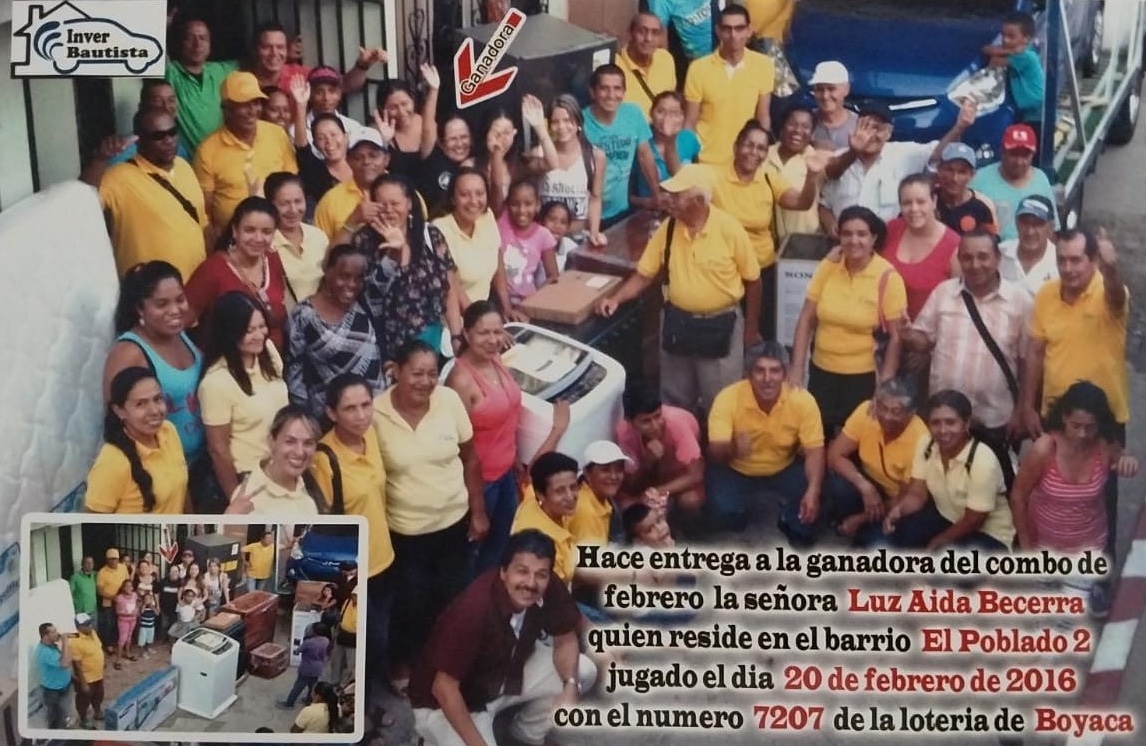 Inver
Bautista
Ganadora
Hace entrega a la ganadora del combo de
febrero la señora Luz Aida Becerra
quien reside en el barrio El Poblado 2
jugado el dia 20 de febrero de 2016
con el numero 7207 de la loteria de Boyaca